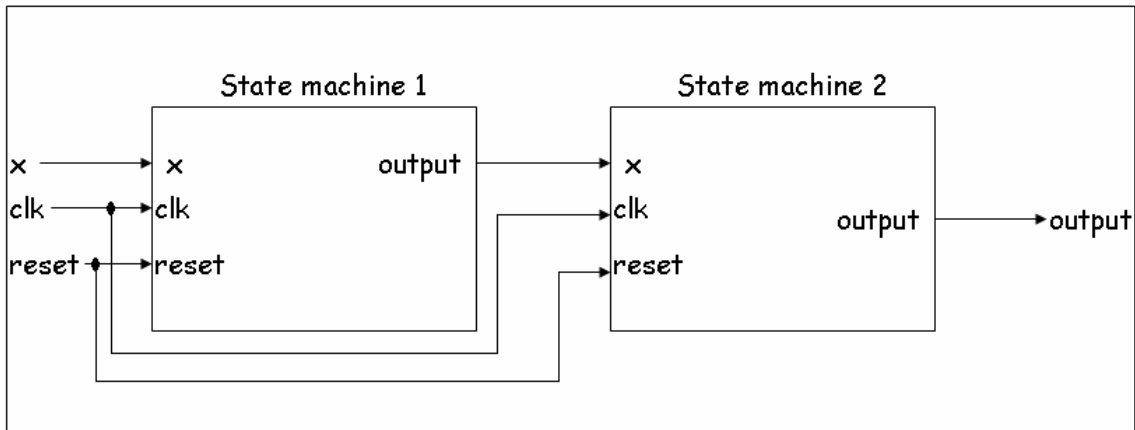 State machine 1
State machine 2
x
x
output
x
clk
clk
clk
output
output
reset
reset
reset